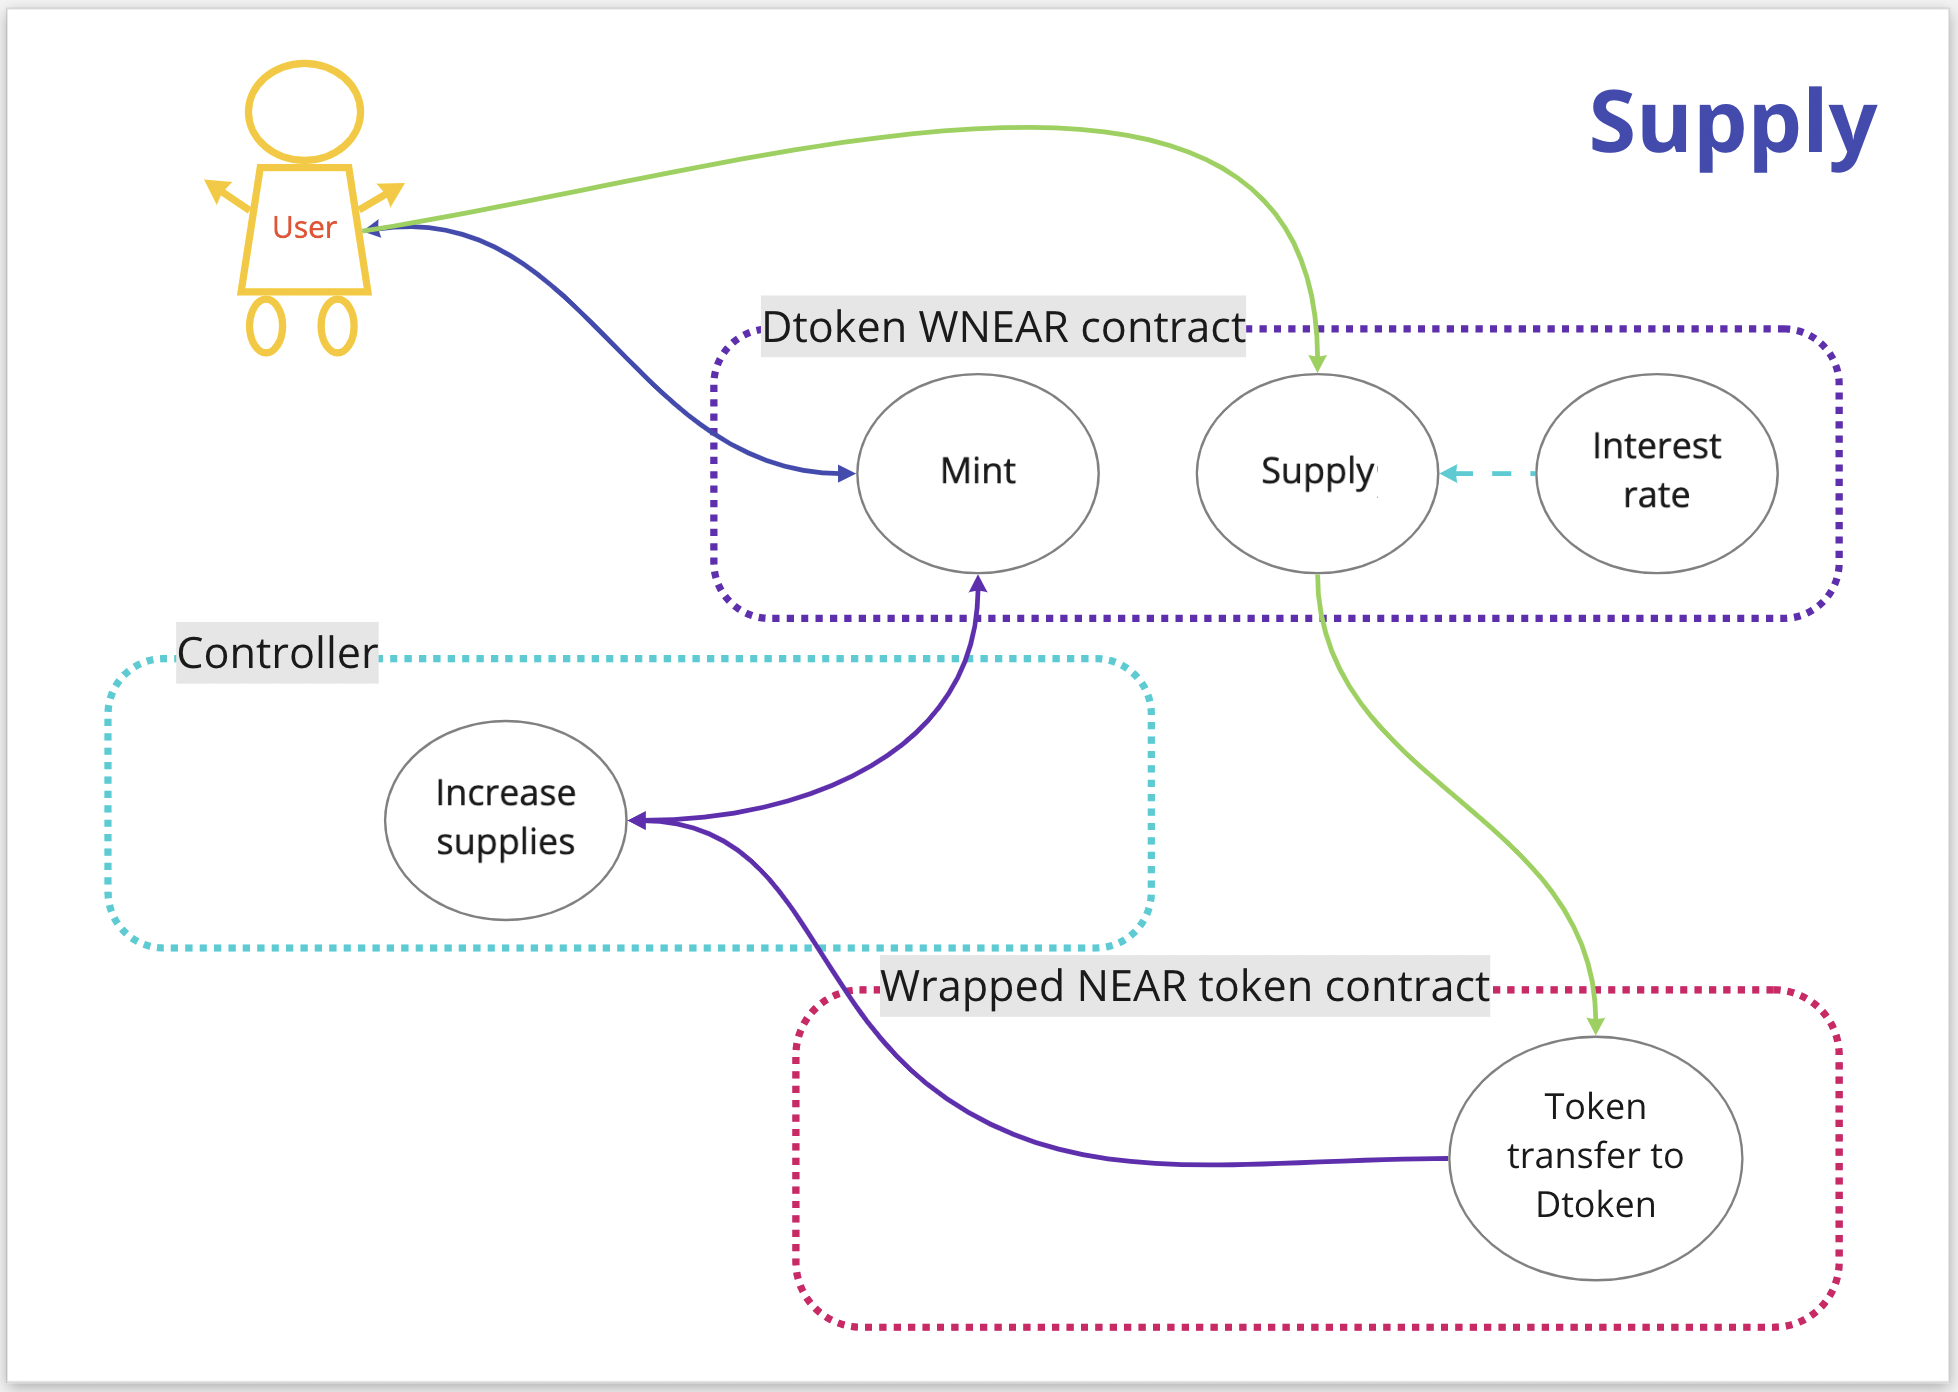 Supply
User
Dtoken WNEAR contract
Mint
Supply
Interest
rate
Controller
Increase
supplies
Wrapped NEAR token contract
Token
transfer to
Dtoken